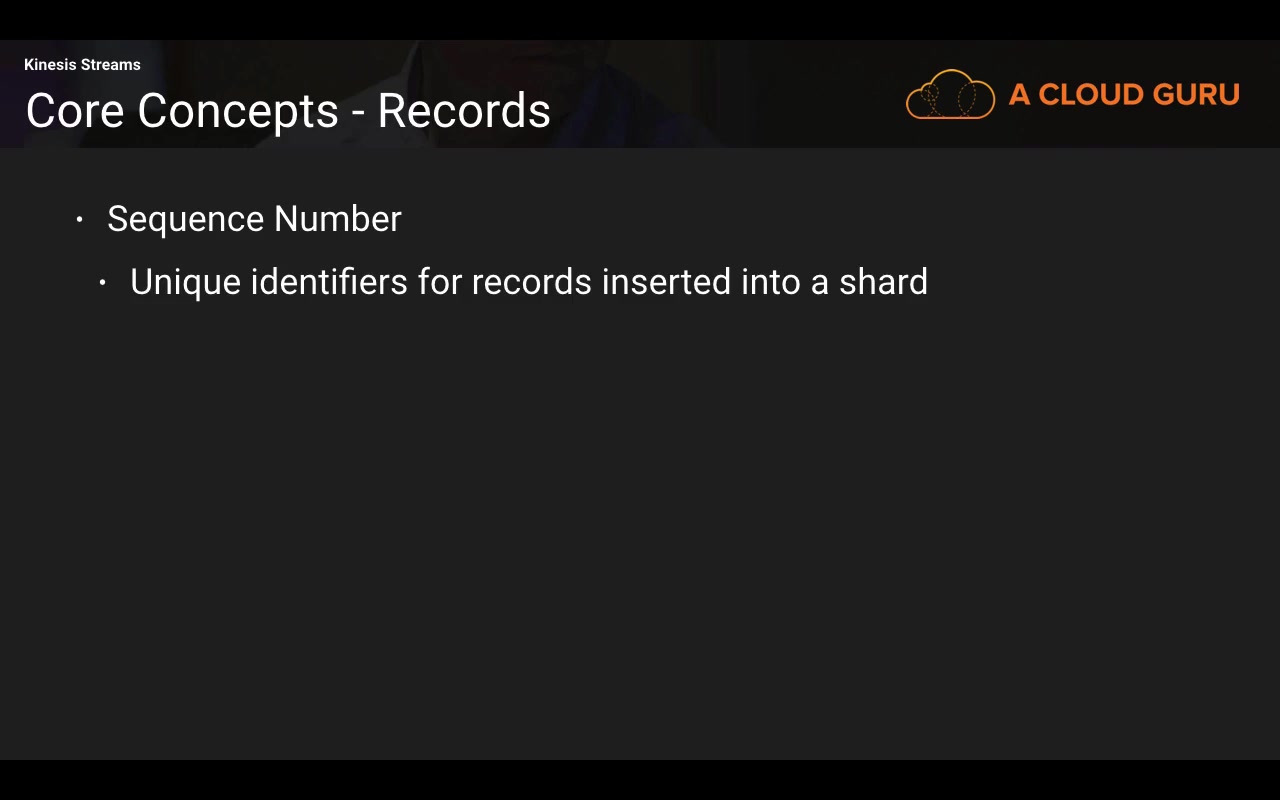 Kinesis Streams
Core Concepts - Records
A CLOUD GURU
• Sequence Number
• Unique identifiers for records inserted into a shard